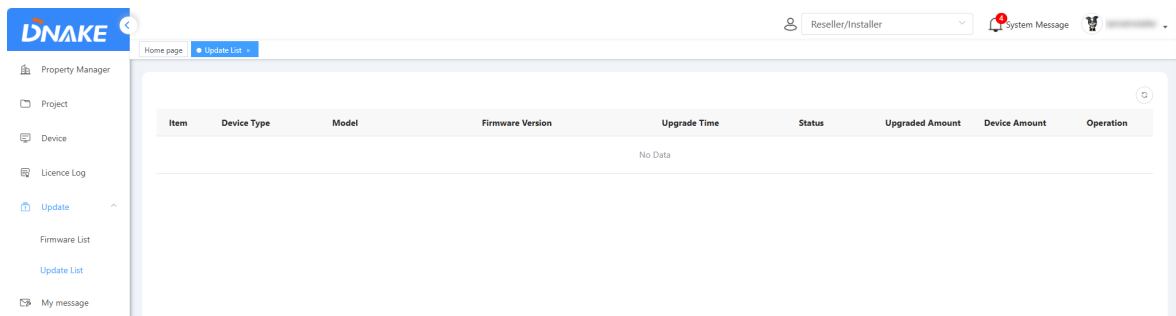 DNAKE
Reseller/Installer
4
System Message
Home page
Update List ×
Property Manager
Project
Device
Licence Log
Update
Firmware List
Update List
My message
Item Device Type Model Firmware Version Upgrade Time Status Upgraded Amount Device Amount Operation
No Data